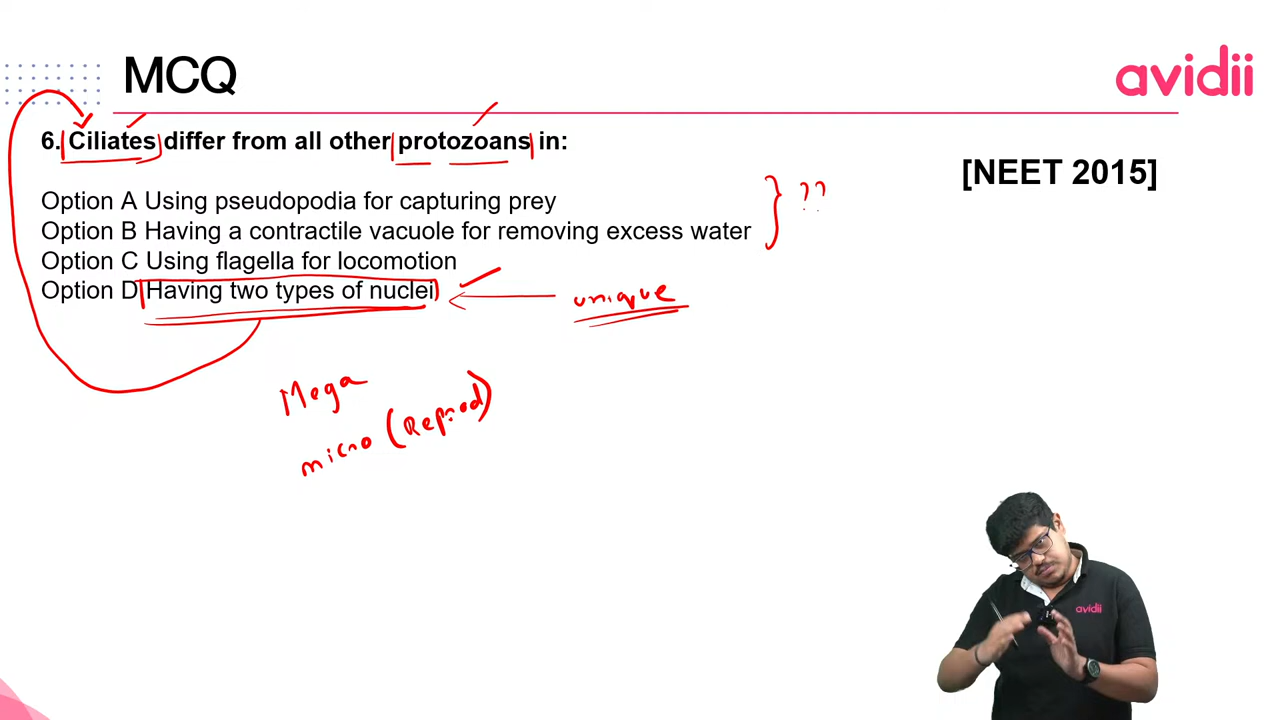 MCQ
avidii
6. Ciliates differ from all other protozoans in:
[NEET 2015]
Option A Using pseudopodia for capturing prey
??
Option B Having a contractile vacuole for removing excess water
Option C Using flagella for locomotion
Option D Having two types of nuclei
unique
Mega
micro (Reprod)
avidii